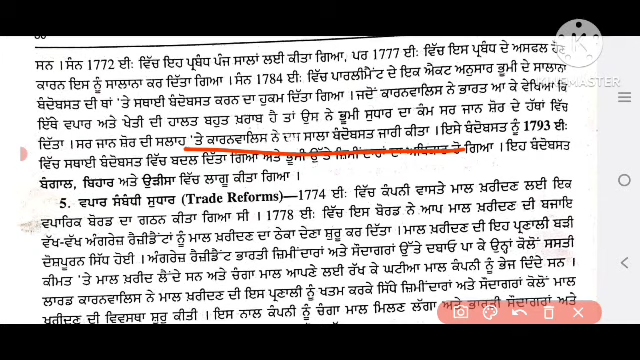 ਸਨ। ਸੰਨ 1772 ਈ: ਵਿੱਚ ਇਹ ਪ੍ਰਬੰਧ ਪੰਜ ਸਾਲਾਂ ਲਈ ਕੀਤਾ ਗਿਆ, ਪਰ 1777 ਈ: ਵਿੱਚ ਇਸ ਪ੍ਰਬੰਧ ਦੇ ਅਸਫਲ ਹੋਣ
ਕਾਰਨ ਇਸ ਨੂੰ ਸਾਲਾਨਾ ਕਰ ਦਿੱਤਾ ਗਿਆ। ਸੰਨ 1784 ਈ: ਵਿੱਚ ਪਾਰਲੀਮੈਂਟ ਦੇ ਇਕ ਐਕਟ ਅਨੁਸਾਰ ਭੂਮੀ ਦੇ ਸਾਲਾਨਾ
ਬੰਦੋਬਸਤ ਦੀ ਥਾਂ 'ਤੇ ਸਥਾਈ ਬੰਦੋਬਸਤ ਕਰਨ ਦਾ ਹੁਕਮ ਦਿੱਤਾ ਗਿਆ। ਜਦੋਂ ਕਾਰਨਵਾਲਿਸ ਨੇ ਭਾਰਤ ਆ ਕੇ ਵੇਖਿਆ ਕਿ
ਇੱਥੇ ਵਪਾਰ ਅਤੇ ਖੇਤੀ ਦੀ ਹਾਲਤ ਬਹੁਤ ਖ਼ਰਾਬ ਹੈ ਤਾਂ ਉਸ ਨੇ ਭੂਮੀ ਸੁਧਾਰ ਦਾ ਕੰਮ ਸਰ ਜਾਨ ਸ਼ੋਰ ਦੇ ਹੱਥਾਂ ਵਿੱਚ
ਦਿੱਤਾ। ਸਰ ਜਾਨ ਸ਼ੋਰ ਦੀ ਸਲਾਹ 'ਤੇ ਕਾਰਨਵਾਲਿਸ ਨੇ ਦਸ ਸਾਲਾ ਬੰਦੋਬਸਤ ਜਾਰੀ ਕੀਤਾ। ਇਸੇ ਬੰਦੋਬਸਤ ਨੂੰ 1793 ਈ:
ਵਿੱਚ ਸਥਾਈ ਬੰਦੋਬਸਤ ਵਿੱਚ ਬਦਲ ਦਿੱਤਾ ਗਿਆ ਅਤੇ ਭੂਮੀ ਉੱਤੇ ਜ਼ਿਮੀਂਦਾਰਾਂ ਦਾ ਅਧਿਕਾਰ ਹੋ ਗਿਆ। ਇਹ ਬੰਦੋਬਸਤ
ਬੰਗਾਲ, ਬਿਹਾਰ ਅਤੇ ਉੜੀਸਾ ਵਿੱਚ ਲਾਗੂ ਕੀਤਾ ਗਿਆ।
5. ਵਪਾਰ ਸੰਬੰਧੀ ਸੁਧਾਰ (Trade Reforms)—1774 ਵਿੱਚ ਕੰਪਨੀ ਵਾਸਤੇ ਮਾਲ ਖ਼ਰੀਦਣ ਲਈ ਇਕ
ਵਪਾਰਿਕ ਬੋਰਡ ਦਾ ਗਠਨ ਕੀਤਾ ਗਿਆ ਸੀ। 1778 ਈ: ਵਿੱਚ ਇਸ ਬੋਰਡ ਨੇ ਆਪ ਮਾਲ ਖ਼ਰੀਦਣ ਦੀ ਬਜਾਇ
ਵੱਖ-ਵੱਖ ਅੰਗਰੇਜ਼ ਰੈਜ਼ੀਡੈਂਟਾਂ ਨੂੰ ਮਾਲ ਖ਼ਰੀਦਣ ਦਾ ਠੇਕਾ ਦੇਣਾ ਸ਼ੁਰੂ ਕਰ ਦਿੱਤਾ। ਮਾਲ ਖ਼ਰੀਦਣ ਦੀ ਇਹ ਪ੍ਰਣਾਲੀ ਬੜੀ
ਦੋਸ਼ਪੂਰਨ ਸਿੱਧ ਹੋਈ। ਅੰਗਰੇਜ਼ ਰੈਜ਼ੀਡੈਂਟ ਭਾਰਤੀ ਜ਼ਿਮੀਂਦਾਰਾਂ ਅਤੇ ਸੌਦਾਗਰਾਂ ਉੱਤੇ ਦਬਾਓ ਪਾ ਕੇ ਉਨ੍ਹਾਂ ਕੋਲੋਂ ਸਸਤੀ
ਕੀਮਤ 'ਤੇ ਮਾਲ ਖ਼ਰੀਦ ਲੈਂਦੇ ਸਨ ਅਤੇ ਚੰਗਾ ਮਾਲ ਆਪਣੇ ਲਈ ਰੱਖ ਕੇ ਘਟੀਆ ਮਾਲ ਕੰਪਨੀ ਨੂੰ ਭੇਜ ਦਿੰਦੇ ਸਨ।
ਲਾਰਡ ਕਾਰਨਵਾਲਿਸ ਨੇ ਮਾਲ ਖ਼ਰੀਦਣ ਦੀ ਇਸ ਪ੍ਰਣਾਲੀ ਨੂੰ ਖ਼ਤਮ ਕਰਕੇ ਸਿੱਧੇ ਜ਼ਿਮੀਂਦਾਰਾਂ ਅਤੇ ਸੌਦਾਗਰਾਂ ਕੋਲੋਂ ਮਾਲ
ਖ਼ਰੀਦਣ ਦੀ ਵਿਵਸਥਾ ਸ਼ੁਰੂ ਕੀਤੀ। ਇਸ ਨਾਲ ਕੰਪਨੀ ਨੂੰ ਚੰਗਾ ਮਾਲ ਮਿਲਣ ਲੱਗਾ ਅਤੇ ਭਾਰਤੀ ਸੌਦਾਗਰਾਂ ਅਤੇ